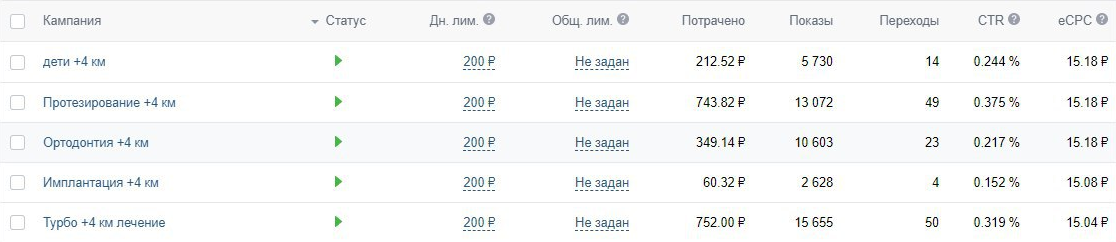 Кампания Статус Дн. лим. ? Общ. лим. ? Потрачено Показы Переходы CTR ? eCPC ?
дети +4 км 200 ₽ Не задан 212.52 ₽ 5 730 14 0.244 % 15.18 ₽
Протезирование +4 км 200 ₽ Не задан 743.82 ₽ 13 072 49 0.375 % 15.18 ₽
Ортодонтия +4 км 200 ₽ Не задан 349.14 ₽ 10 603 23 0.217 % 15.18 ₽
Имплантация +4 км 200 ₽ Не задан 60.32 ₽ 2 628 4 0.152 % 15.08 ₽
Турбо +4 км лечение 200 ₽ Не задан 752.00 ₽ 15 655 50 0.319 % 15.04 ₽